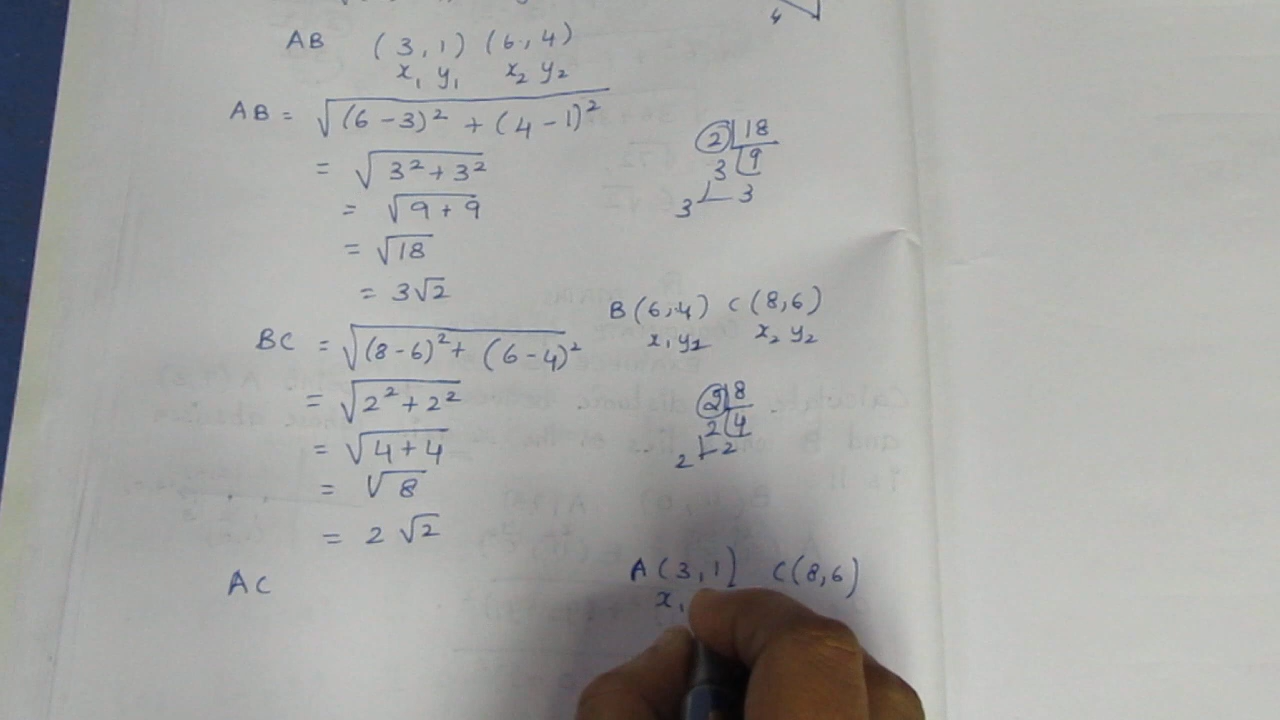 AB (3,1) (6,4)
x₁ y₁ x₂ y₂
AB = √(6-3)² + (4-1)²
= √3²+3²
= √9+9
= √18
= 3√2
2 18
3 9
3 3
B(6,4) C(8,6)
x₁ y₁ x₂ y₂
BC = √(8-6)² + (6-4)²
= √2²+2²
= √4+4
= √8
= 2√2
2 8
2 4
2 2
AC A(3,1) C(8,6)
x₁